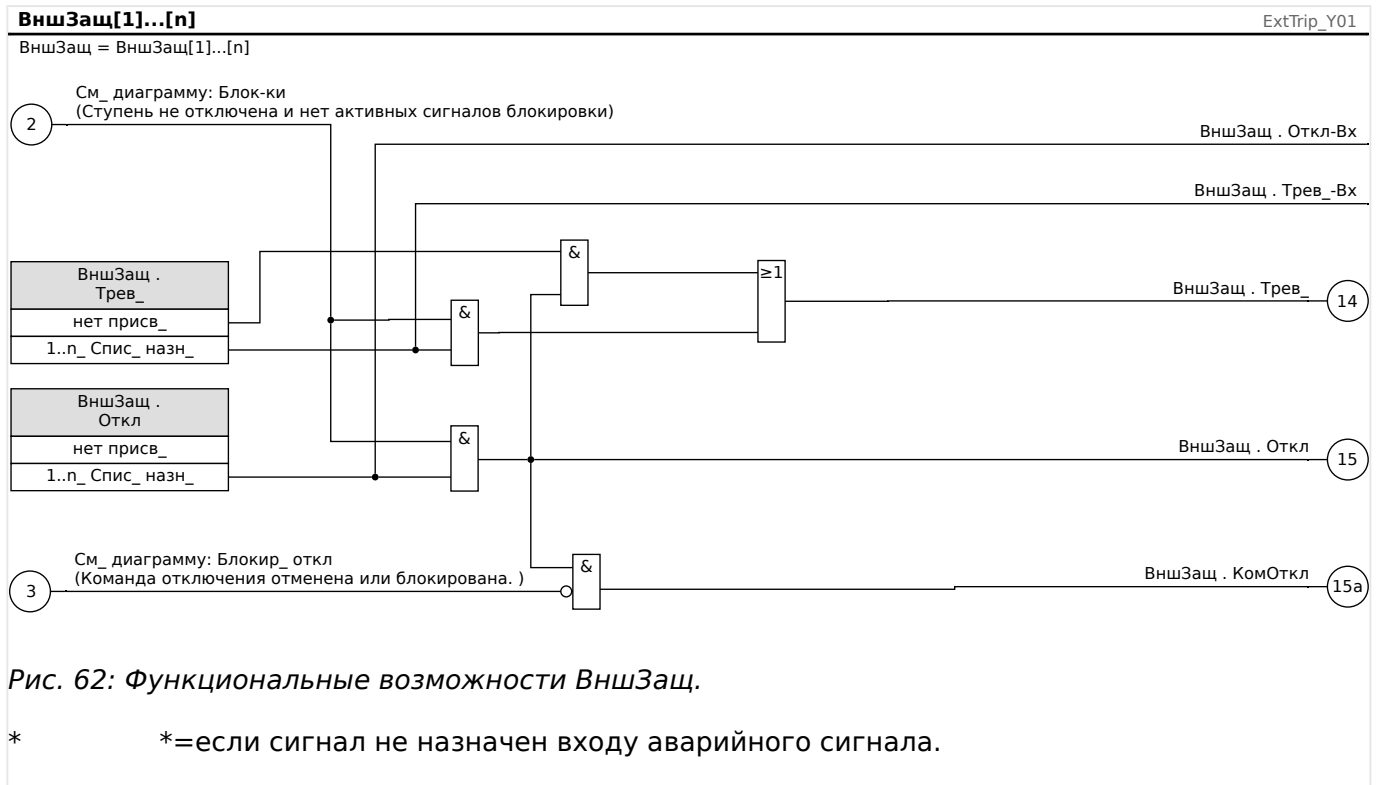 ВншЗащ[1]...[n]
ExtTrip_Y01
ВншЗащ = ВншЗащ[1]...[n]
См_ диаграмму: Блок-ки
(Ступень не отключена и нет активных сигналов блокировки)
2
ВншЗащ . Откл-Вх
ВншЗащ . Трев_-Вх
&
ВншЗащ .
Трев_
≥1
ВншЗащ . Трев_
14
нет присв_
&
1..n_ Спис_ назн_
ВншЗащ .
Откл
&
нет присв_
ВншЗащ . Откл
15
1..n_ Спис_ назн_
См_ диаграмму: Блокир_ откл
(Команда отключения отменена или блокирована. )
3
&
ВншЗащ . КомОткл
15a
Рис. 62: Функциональные возможности ВншЗащ.
* *=если сигнал не назначен входу аварийного сигнала.